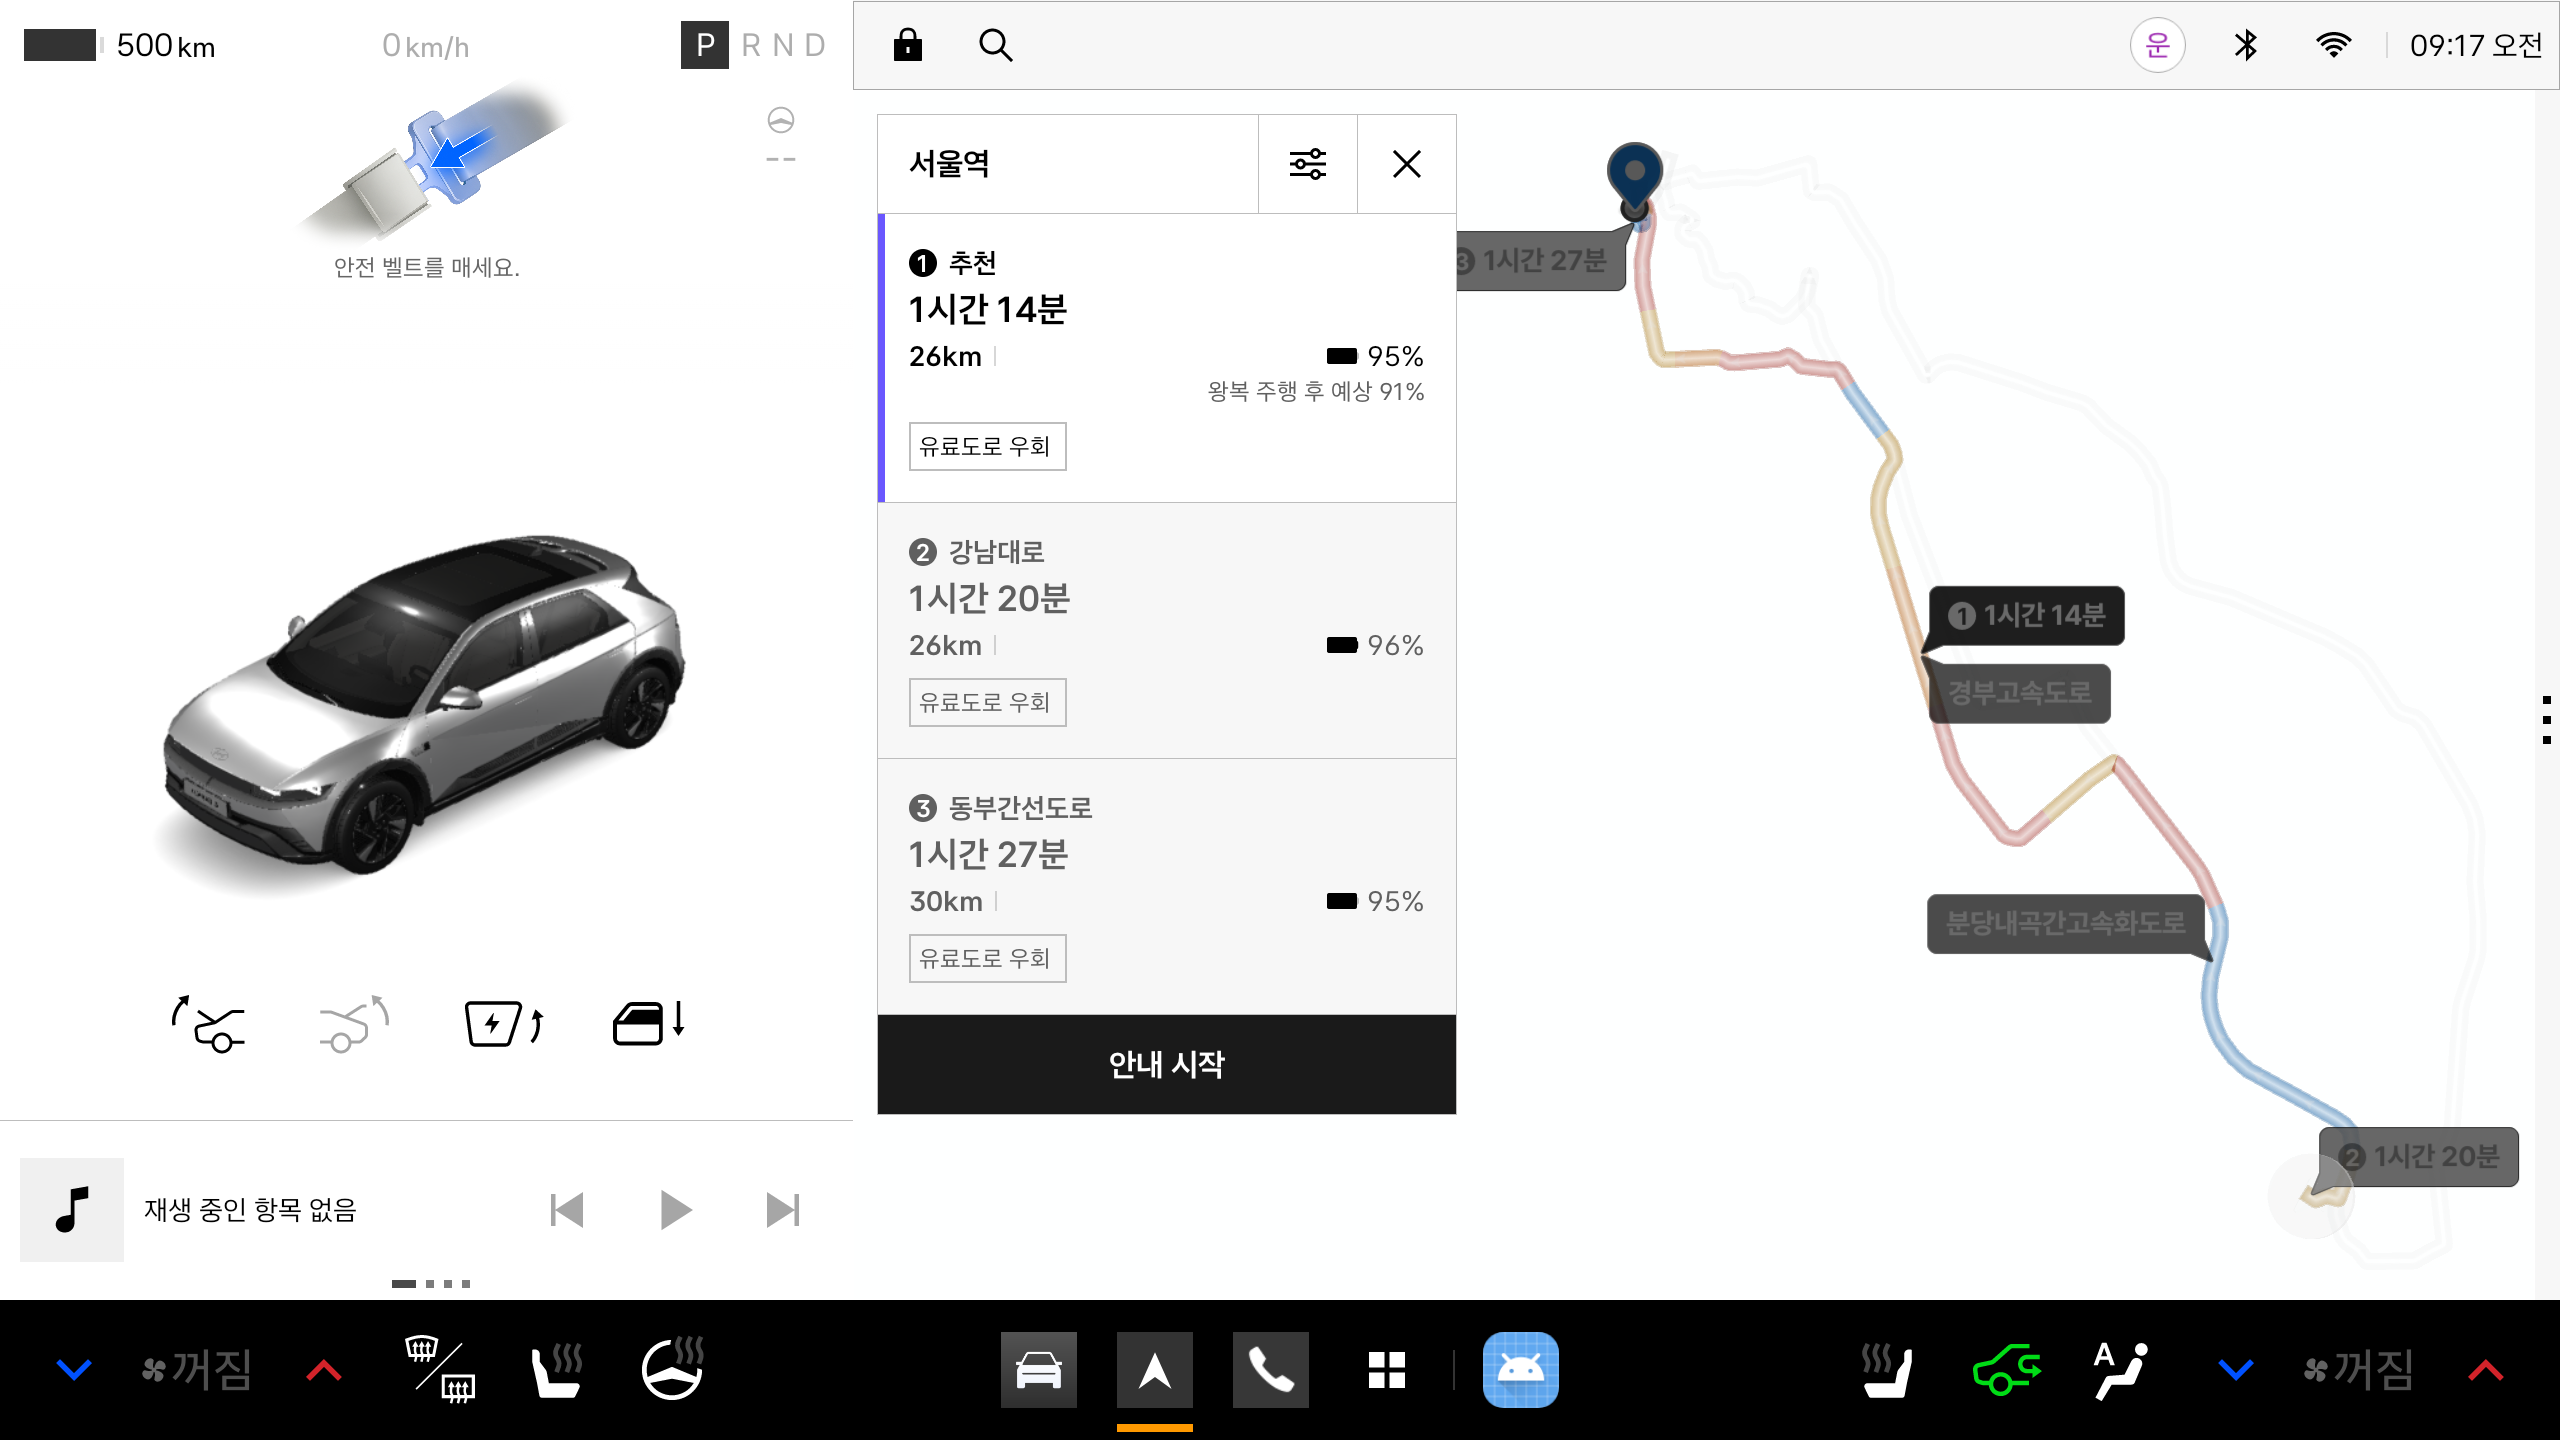 500 km
0 km/h
P R N D
안전 벨트를 매세요.
--
재생 중인 항목 없음
운
09:17 오전
서울역
1 추천
1시간 14분
26km
95%
왕복 주행 후 예상 91%
유료도로 우회
2 강남대로
1시간 20분
26km
96%
유료도로 우회
3 동부간선도로
1시간 27분
30km
95%
유료도로 우회
안내 시작
3 1시간 27분
1 1시간 14분
경부고속도로
분당내곡간고속화도로
2 1시간 20분
꺼짐
A
꺼짐